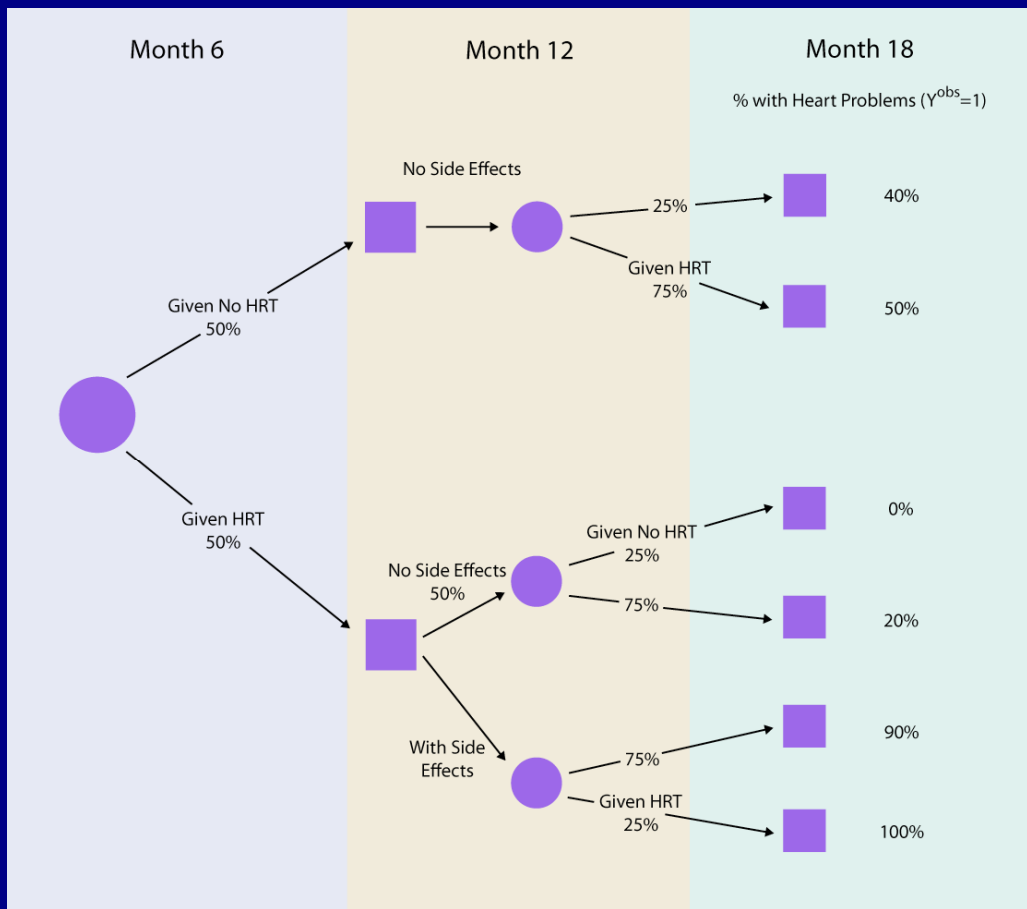 Month 6
Month 12
Month 18
% with Heart Problems (Y^obs=1)
No Side Effects
25%
40%
Given HRT
75%
50%
Given No HRT
50%
Given HRT
50%
No Side Effects
50%
Given No HRT
25%
0%
75%
20%
With Side
Effects
75%
90%
Given HRT
25%
100%